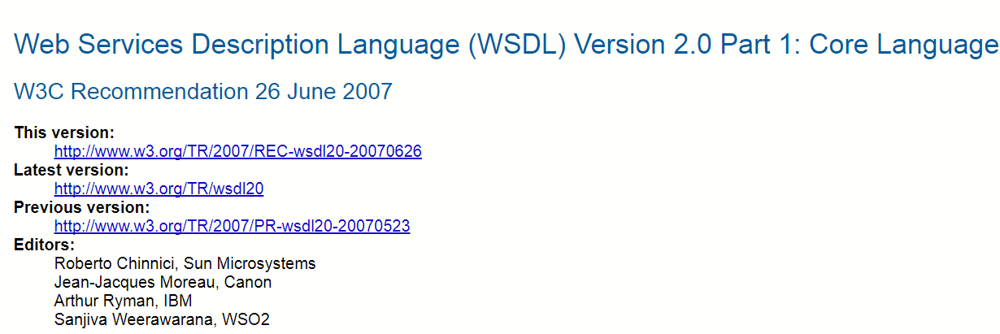 Web Services Description Language (WSDL) Version 2.0 Part 1: Core Language
W3C Recommendation 26 June 2007
This version:
http://www.w3.org/TR/2007/REC-wsdl20-20070626
Latest version:
http://www.w3.org/TR/wsdl20
Previous version:
http://www.w3.org/TR/2007/PR-wsdl20-20070523
Editors:
Roberto Chinnici, Sun Microsystems
Jean-Jacques Moreau, Canon
Arthur Ryman, IBM
Sanjiva Weerawarana, WSO2